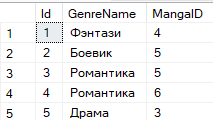 Id GenreName MangaID
1 1 Фэнтази 4
2 2 Боевик 5
3 3 Романтика 5
4 4 Романтика 6
5 5 Драма 3